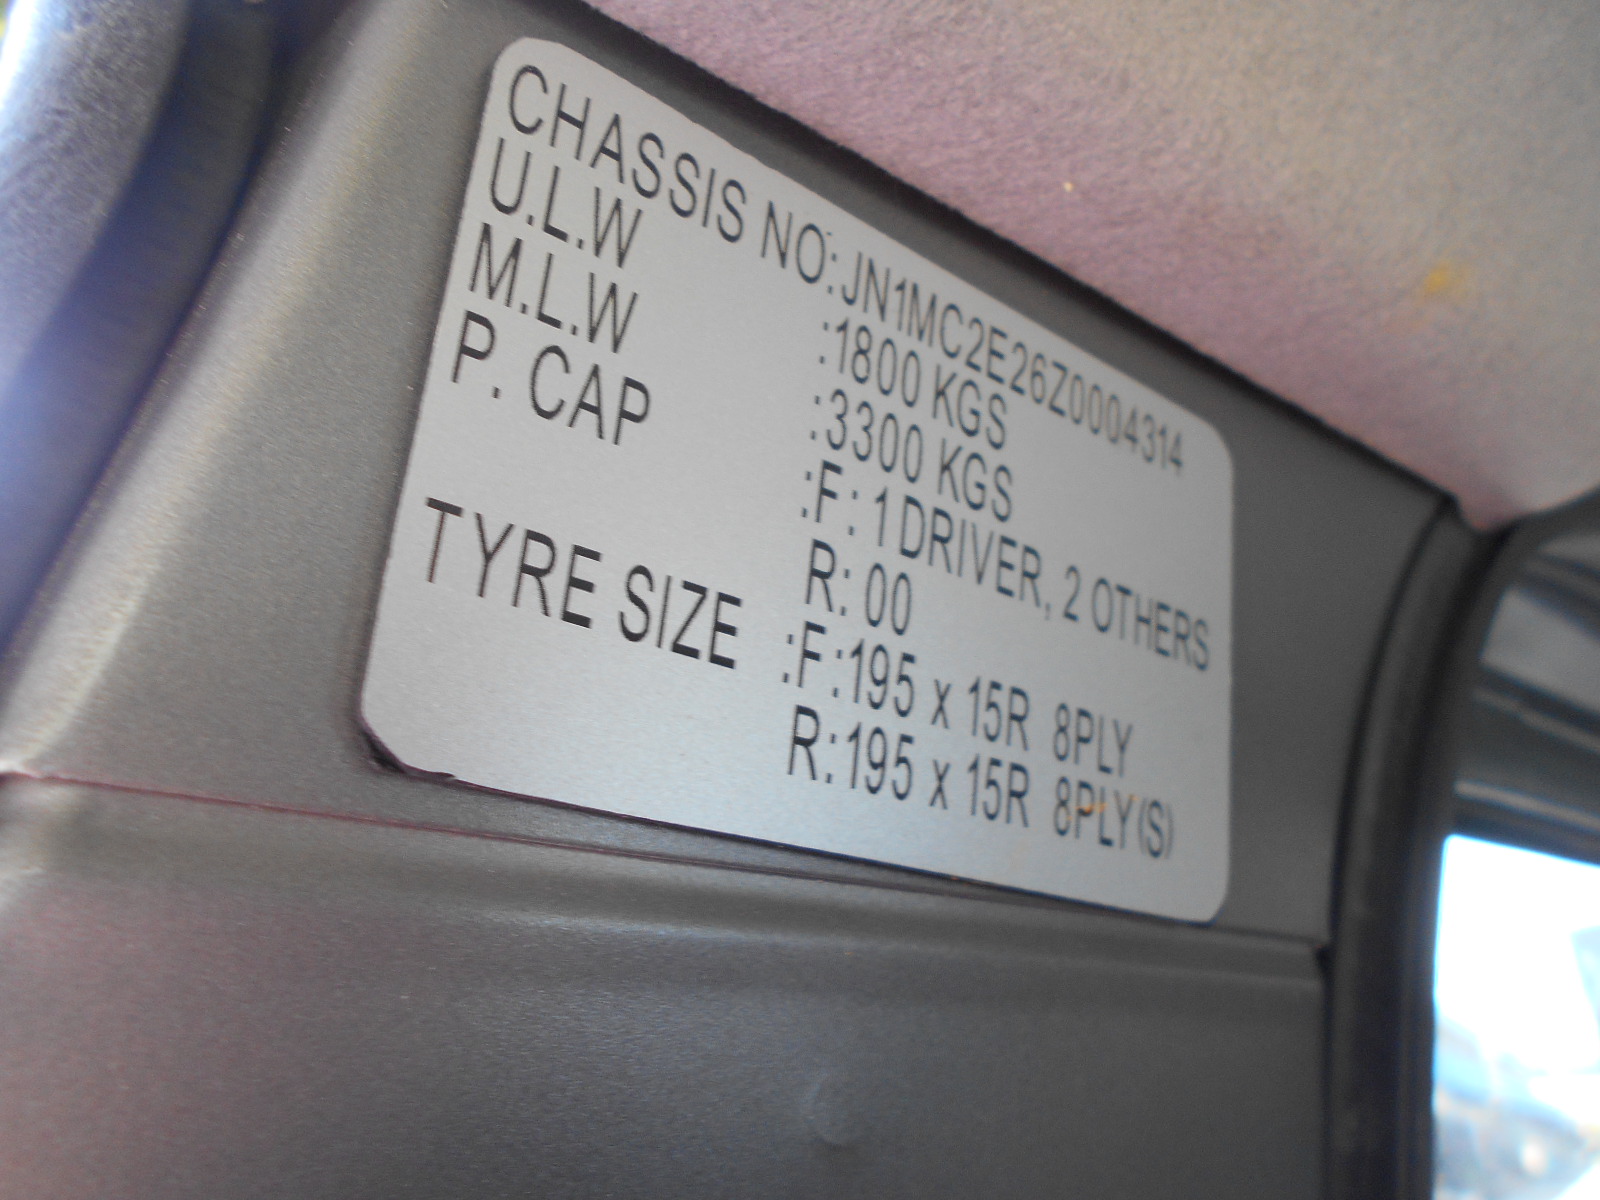 CHASSIS NO: JN1MC2E26Z0004314
U.L.W :1800 KGS
M.L.W :3300 KGS
P. CAP :F: 1 DRIVER, 2 OTHERS
R: 00
TYRE SIZE :F:195 x 15R 8PLY
R:195 x 15R 8PLY(S)